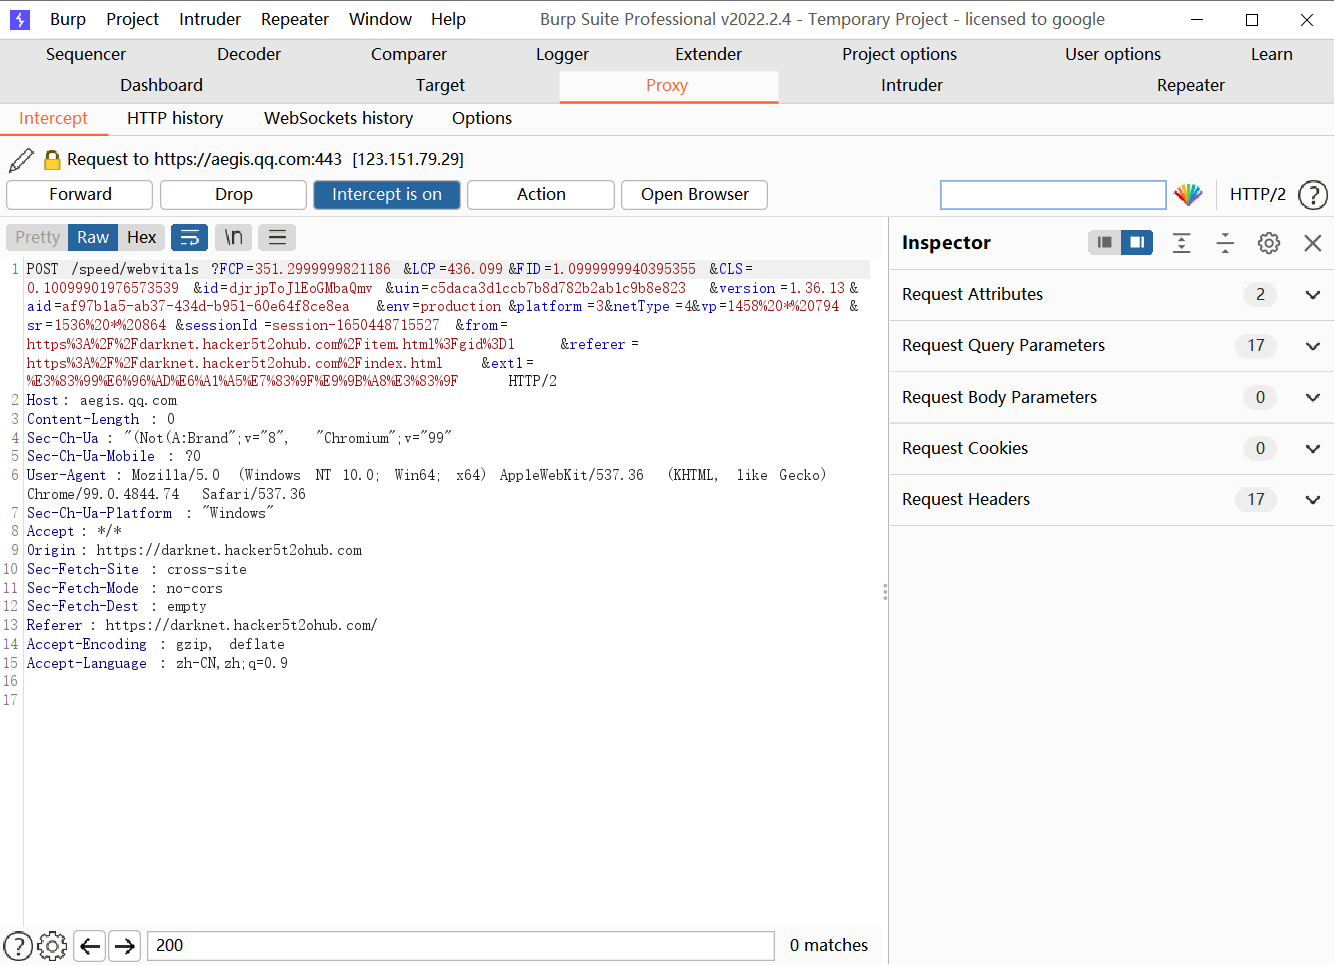 Burp Project Intruder Repeater Window Help Burp Suite Professional v2022.2.4 - Temporary Project - licensed to google
Sequencer Decoder Comparer Logger Extender Project options User options Learn
Dashboard Target Proxy Intruder Repeater
Intercept HTTP history WebSockets history Options
Request to https://aegis.qq.com:443 [123.151.79.29]
Forward Drop Intercept is on Action Open Browser HTTP/2 ?
Pretty Raw Hex \n Inspector
1 POST /speed/webvitals ?FCP=351.2999999821186 &LCP=436.099&FID=1.0999999940395355 &CLS=
0.10099901976573539 &id=djrjpToJlEoGMbaQmv &uin=c5daca3d1ccb7b8d782b2ab1c9b8e823 &version=1.36.13&
aid=af97b1a5-ab37-434d-b951-60e64f8ce8ea &env=production&platform=3&netType=4&vp=1458%20*%20794 &
sr=1536%20*%20864 &sessionId=session-1650448715527 &from=
https%3A%2F%2Fdarknet.hacker5t2ohub.com%2Fitem.html%3Fgid%3D1 &referer=
https%3A%2F%2Fdarknet.hacker5t2ohub.com%2Findex.html &ext1=
%E3%83%99%E6%96%AD%E6%A1%A5%E7%83%9F%E9%9B%A8%E3%83%9F HTTP/2
2 Host: aegis.qq.com
3 Content-Length: 0
4 Sec-Ch-Ua: "(Not(A:Brand";v="8", "Chromium";v="99"
5 Sec-Ch-Ua-Mobile: ?0
6 User-Agent: Mozilla/5.0 (Windows NT 10.0; Win64; x64) AppleWebKit/537.36 (KHTML, like Gecko)
Chrome/99.0.4844.74 Safari/537.36
7 Sec-Ch-Ua-Platform: "Windows"
8 Accept: */*
9 Origin: https://darknet.hacker5t2ohub.com
10 Sec-Fetch-Site: cross-site
11 Sec-Fetch-Mode: no-cors
12 Sec-Fetch-Dest: empty
13 Referer: https://darknet.hacker5t2ohub.com/
14 Accept-Encoding: gzip, deflate
15 Accept-Language: zh-CN,zh;q=0.9
16
17
Request Attributes 2
Request Query Parameters 17
Request Body Parameters 0
Request Cookies 0
Request Headers 17
? 200 0 matches